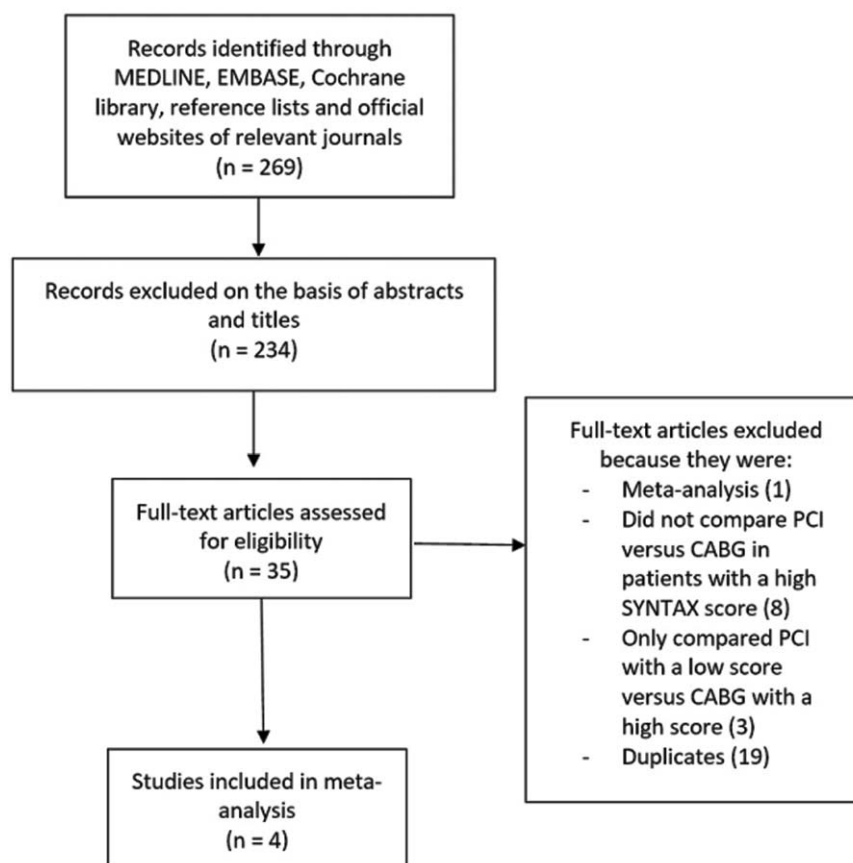 Records identified through
MEDLINE, EMBASE, Cochrane
library, reference lists and official
websites of relevant journals
(n = 269)
Records excluded on the basis of abstracts
and titles
(n = 234)
Full-text articles assessed
for eligibility
(n = 35)
Full-text articles excluded
because they were:
- Meta-analysis (1)
- Did not compare PCI
versus CABG in
patients with a high
SYNTAX score (8)
- Only compared PCI
with a low score
versus CABG with a
high score (3)
- Duplicates (19)
Studies included in meta-
analysis
(n = 4)